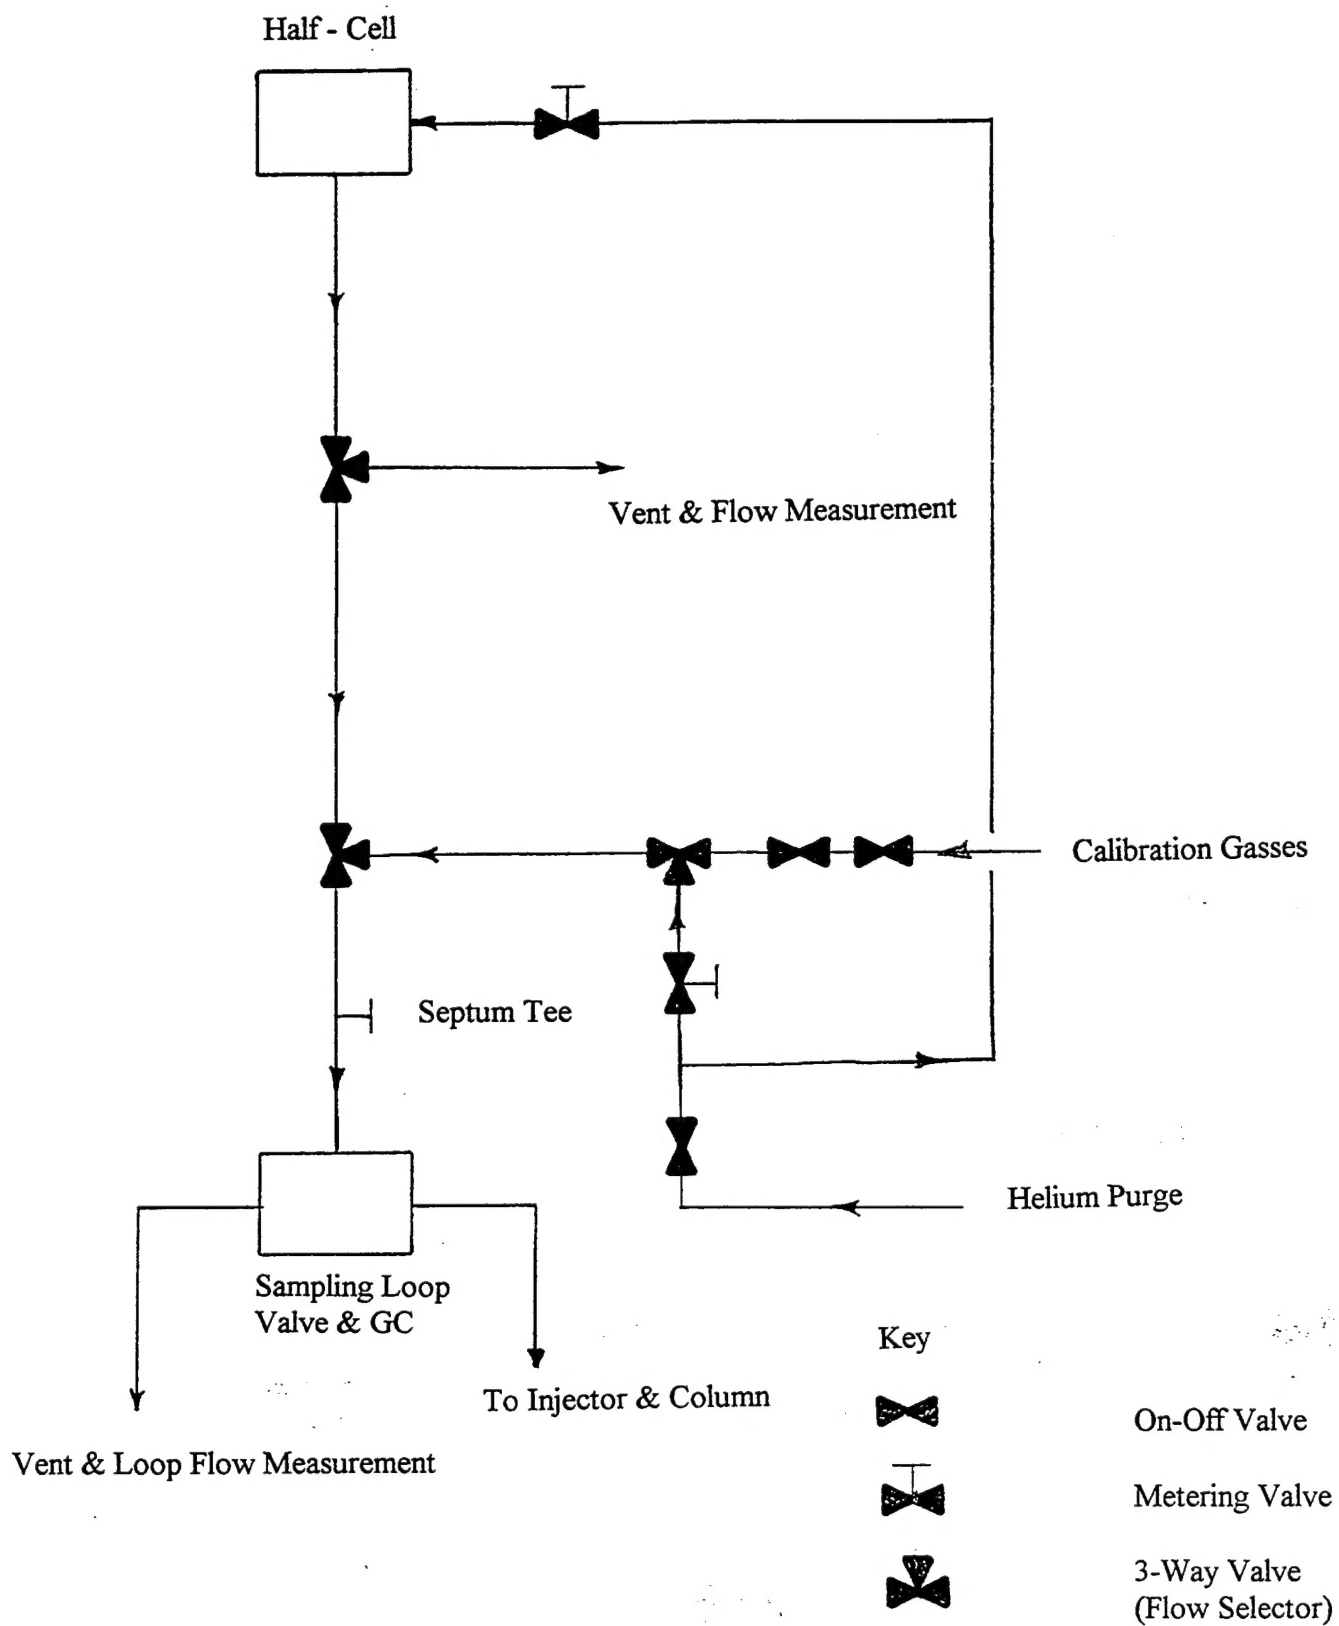 Half - Cell
Vent & Flow Measurement
Calibration Gasses
Septum Tee
Helium Purge
Sampling Loop
Valve & GC
Key
To Injector & Column
On-Off Valve
Vent & Loop Flow Measurement
Metering Valve
3-Way Valve
(Flow Selector)